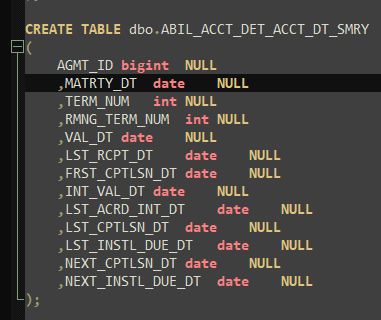 CREATE TABLE dbo.ABIL_ACCT_DET_ACCT_DT_SMRY
(
AGMT_ID bigint NULL
,MATRTY_DT date NULL
,TERM_NUM int NULL
,RMNG_TERM_NUM int NULL
,VAL_DT date NULL
,LST_RCPT_DT date NULL
,FRST_CPTLSN_DT date NULL
,INT_VAL_DT date NULL
,LST_ACRD_INT_DT date NULL
,LST_CPTLSN_DT date NULL
,LST_INSTL_DUE_DT date NULL
,NEXT_CPTLSN_DT date NULL
,NEXT_INSTL_DUE_DT date NULL
);